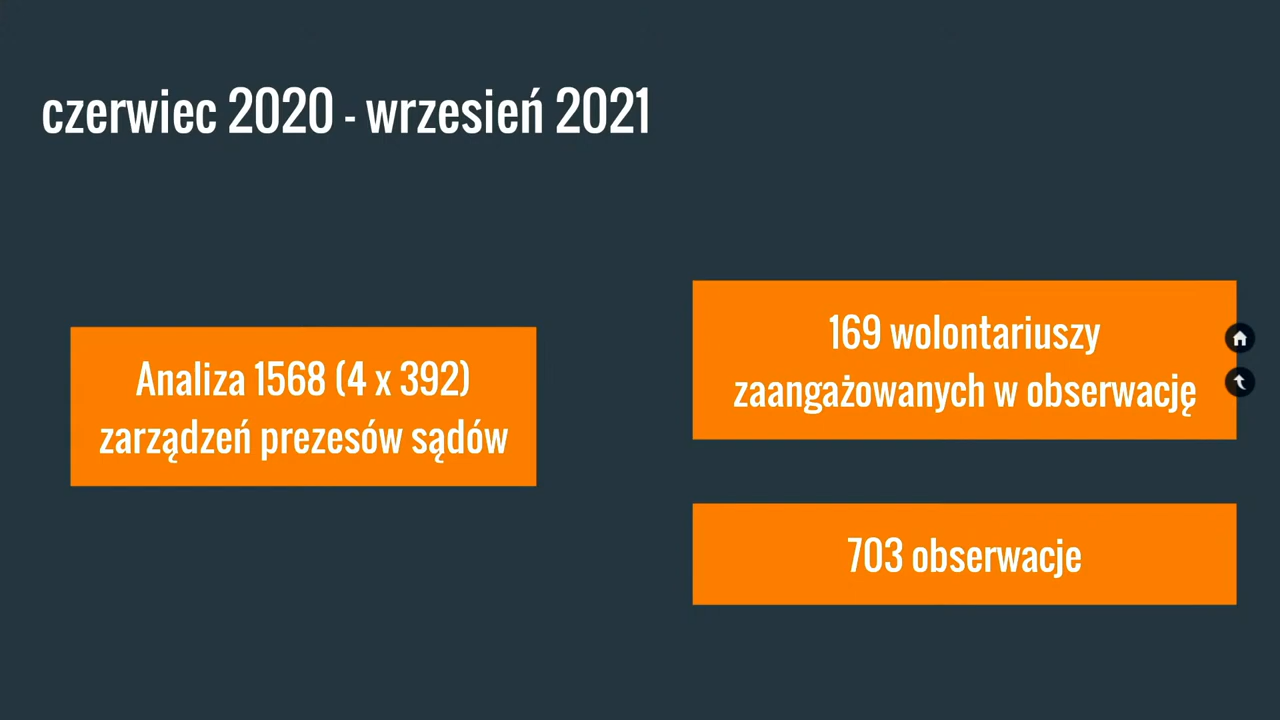 czerwiec 2020 - wrzesień 2021
Analiza 1568 (4 x 392)
zarządzeń prezesów sądów
169 wolontariuszy
zaangażowanych w obserwację
703 obserwacje